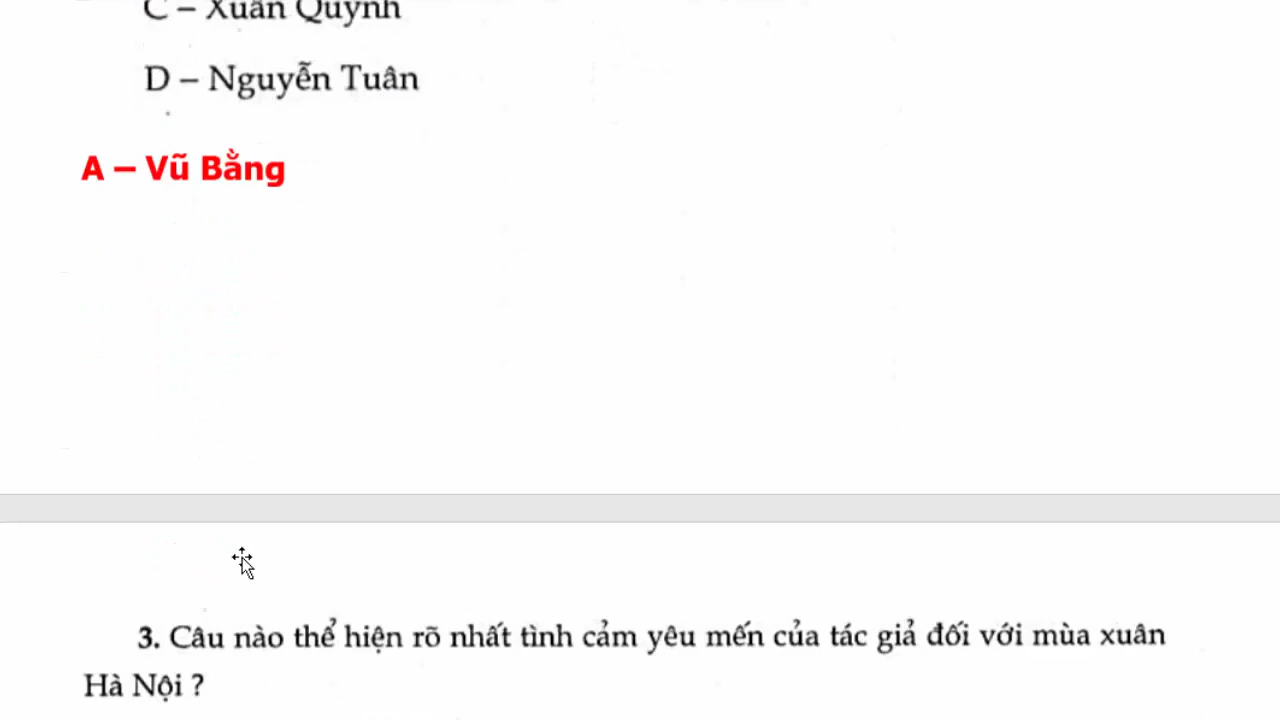 C – Xuân Quỳnh
D – Nguyễn Tuân
A – Vũ Bằng
3. Câu nào thể hiện rõ nhất tình cảm yêu mến của tác giả đối với mùa xuân
Hà Nội ?